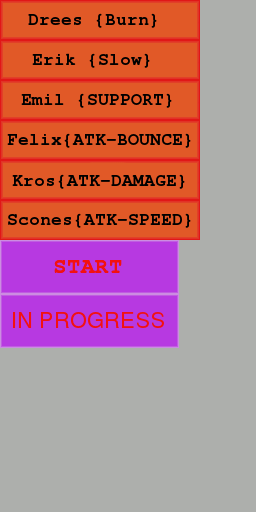 Drees {Burn}
Erik {Slow}
Emil {SUPPORT}
Felix{ATK-BOUNCE}
Kros{ATK-DAMAGE}
Scones{ATK-SPEED}
START
IN PROGRESS